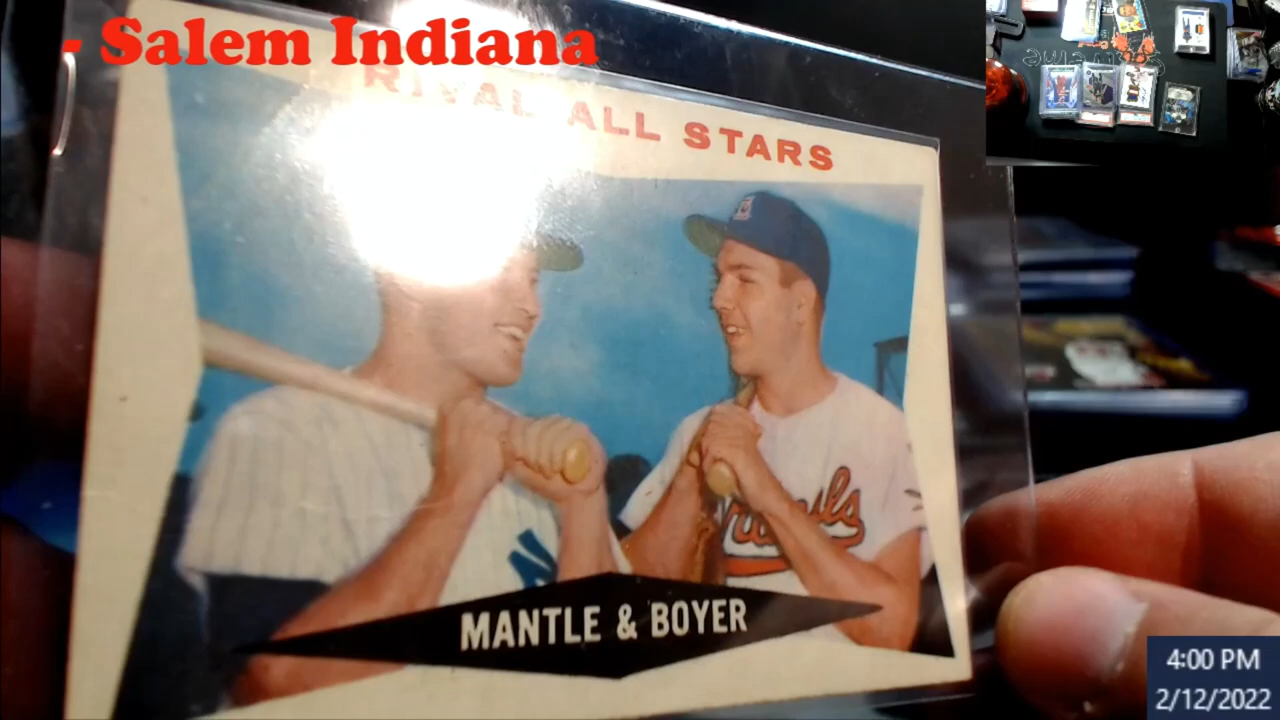 - Salem Indiana
RIVAL ALL STARS
MANTLE & BOYER
4:00 PM
2/12/2022